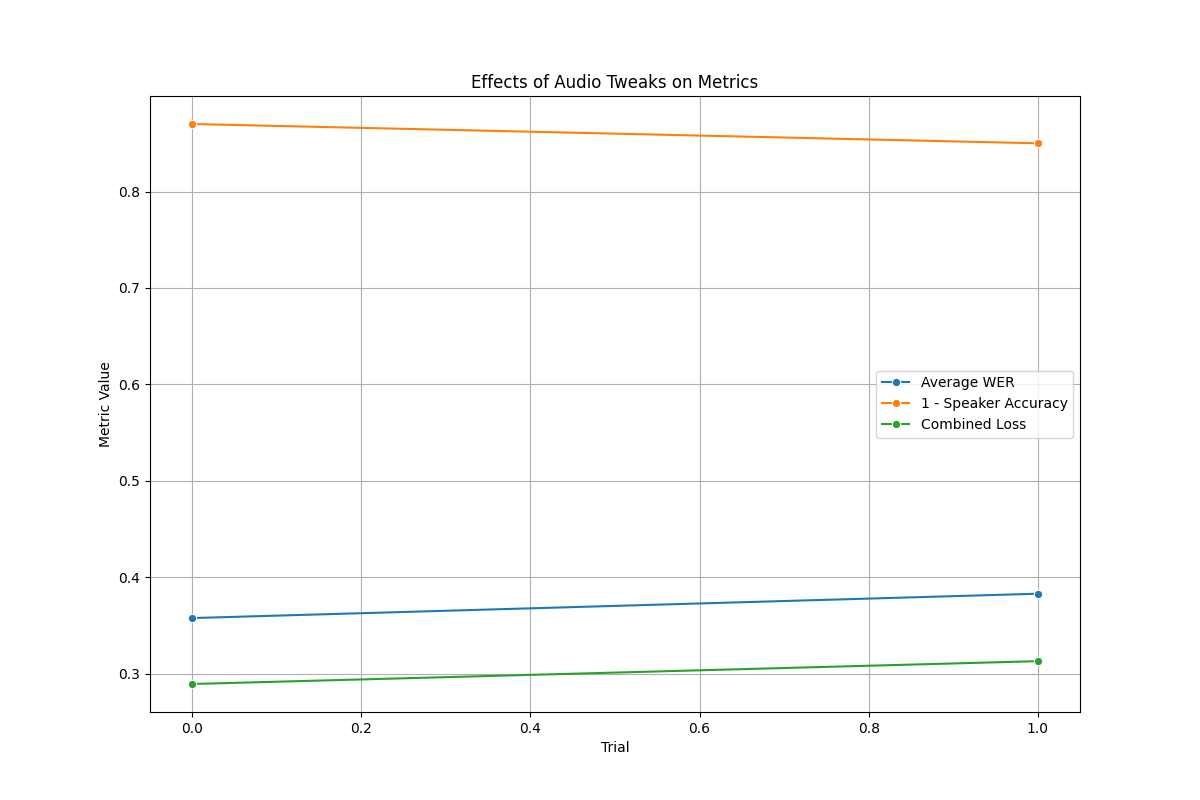 Effects of Audio Tweaks on Metrics
Metric Value
0.8
0.7
0.6
0.5
0.4
0.3
Average WER
1 - Speaker Accuracy
Combined Loss
0.0 0.2 0.4 0.6 0.8 1.0
Trial